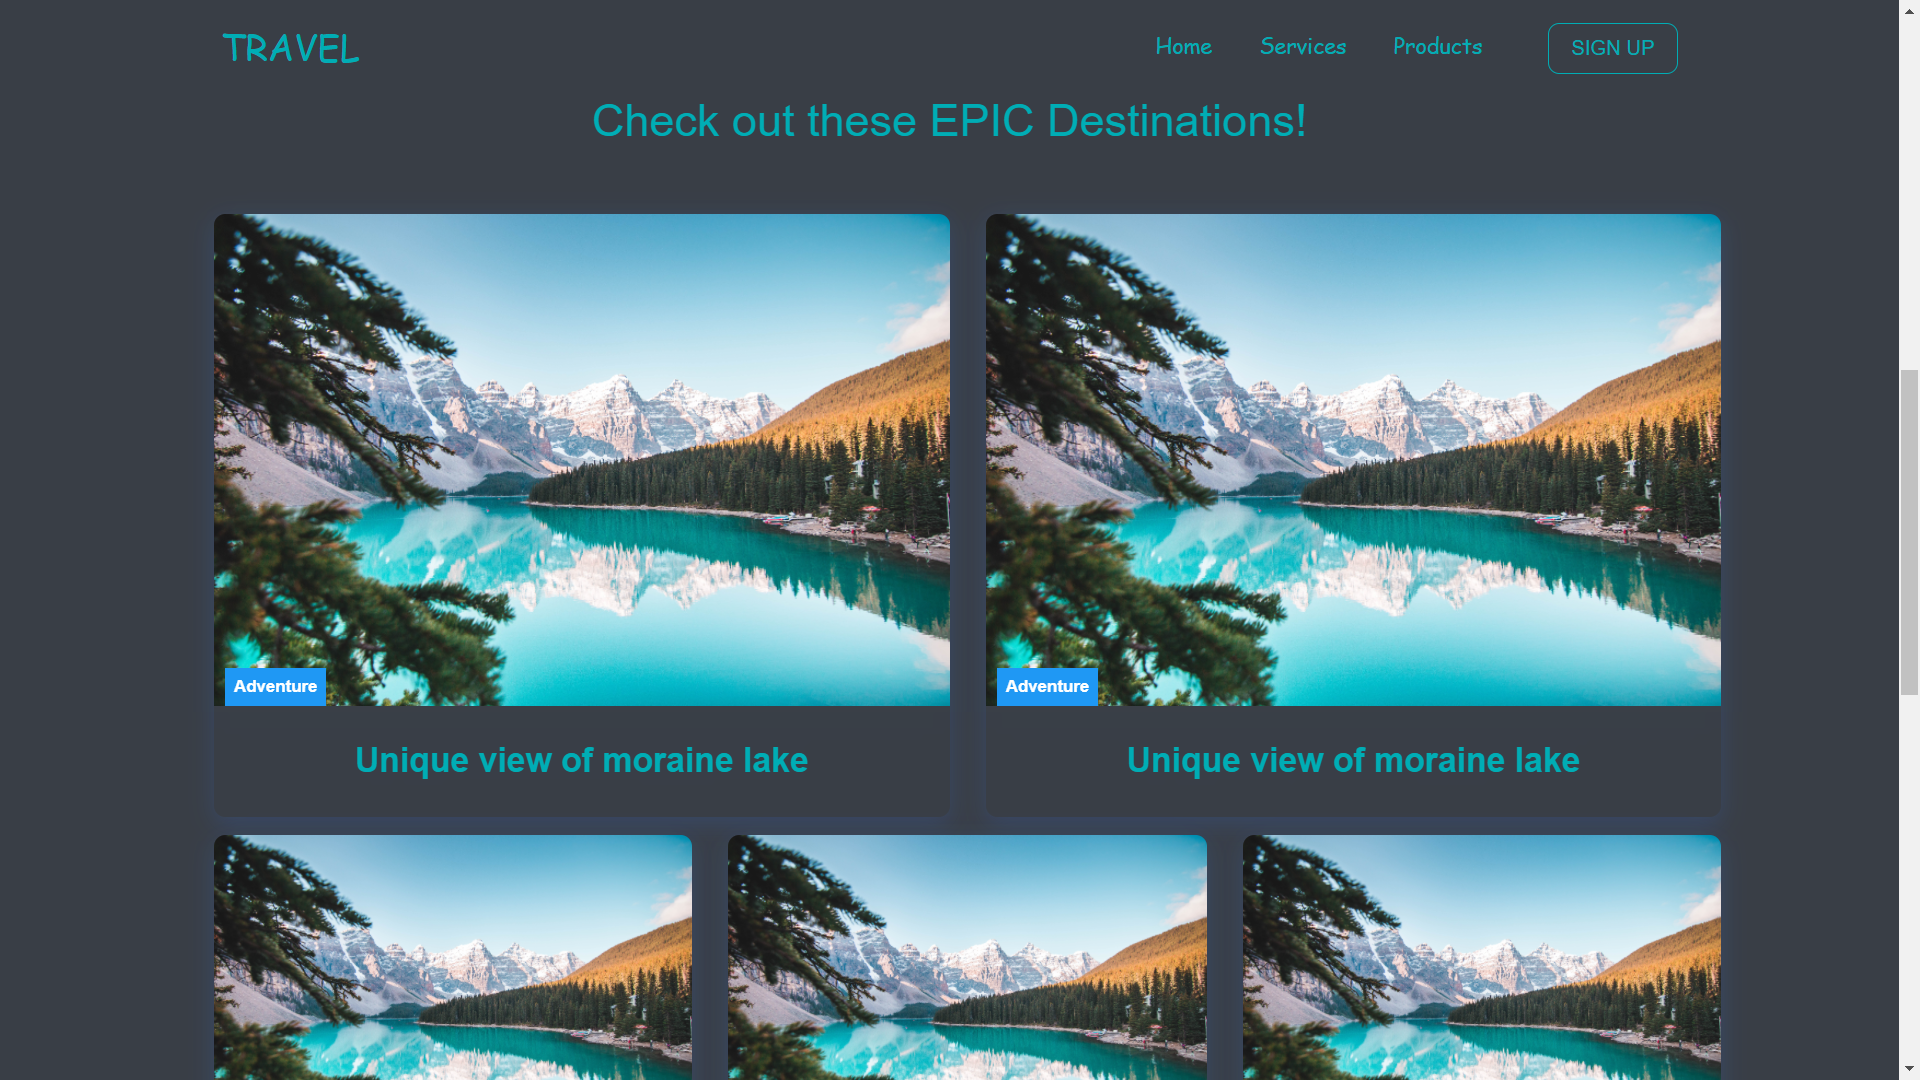 TRAVEL
Home
Services
Products
SIGN UP
Check out these EPIC Destinations!
Adventure
Adventure
Unique view of moraine lake
Unique view of moraine lake